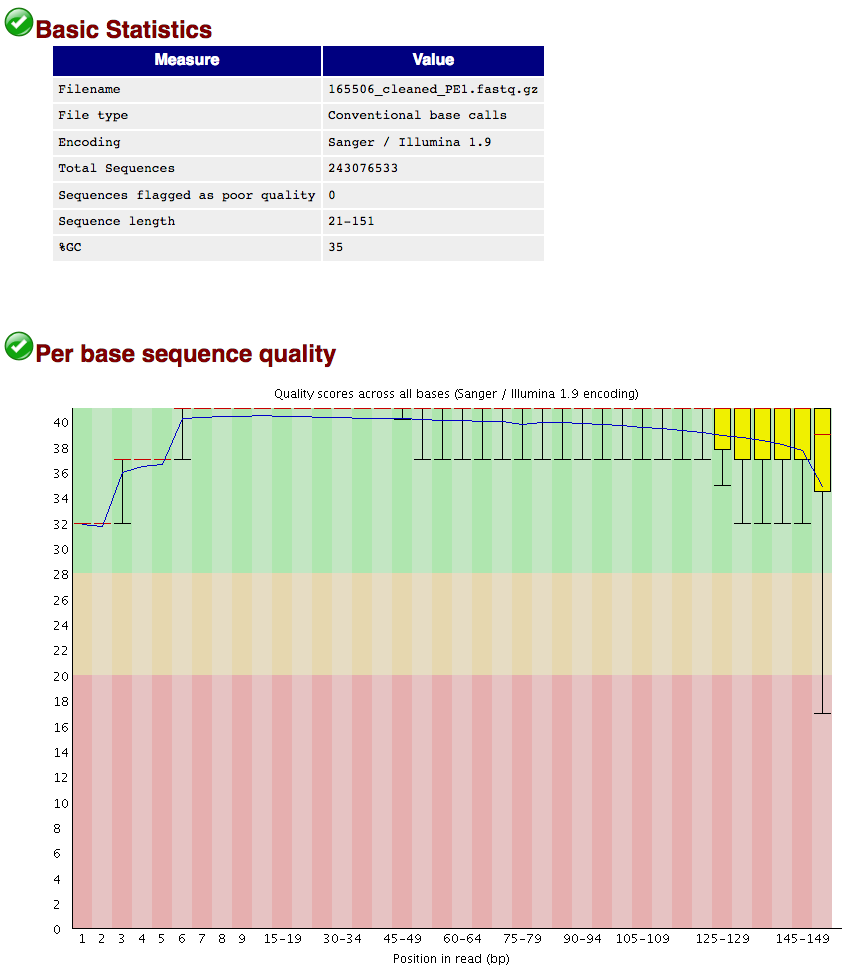 Basic Statistics
Measure Value
Filename 165506_cleaned_PE1.fastq.gz
File type Conventional base calls
Encoding Sanger / Illumina 1.9
Total Sequences 243076533
Sequences flagged as poor quality 0
Sequence length 21-151
%GC 35
Per base sequence quality
Quality scores across all bases (Sanger / Illumina 1.9 encoding)
40
38
36
34
32
30
28
26
24
22
20
18
16
14
12
10
8
6
4
2
0
1 2 3 4 5 6 7 8 9 15-19 30-34 45-49 60-64 75-79 90-94 105-109 125-129 145-149
Position in read (bp)